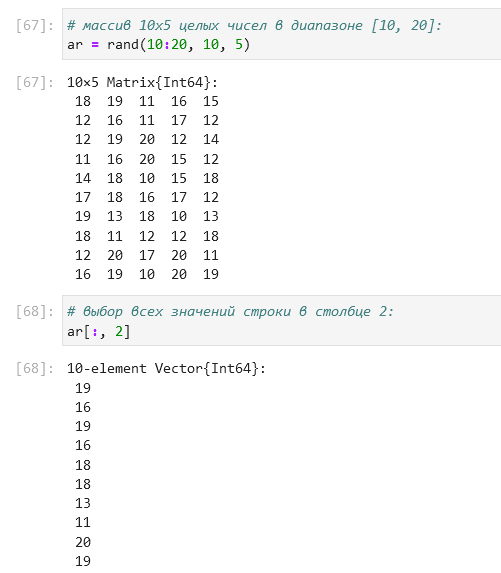 [67]: # массив 10x5 целых чисел в диапазоне [10, 20]:
ar = rand(10:20, 10, 5)
[67]: 10×5 Matrix{Int64}:
18 19 11 16 15
12 16 11 17 12
12 19 20 12 14
11 16 20 15 12
14 18 10 15 18
17 18 16 17 12
19 13 18 10 13
18 11 12 12 18
12 20 17 20 11
16 19 10 20 19
[68]: # выбор всех значений строки в столбце 2:
ar[:, 2]
[68]: 10-element Vector{Int64}:
19
16
19
16
18
18
13
11
20
19